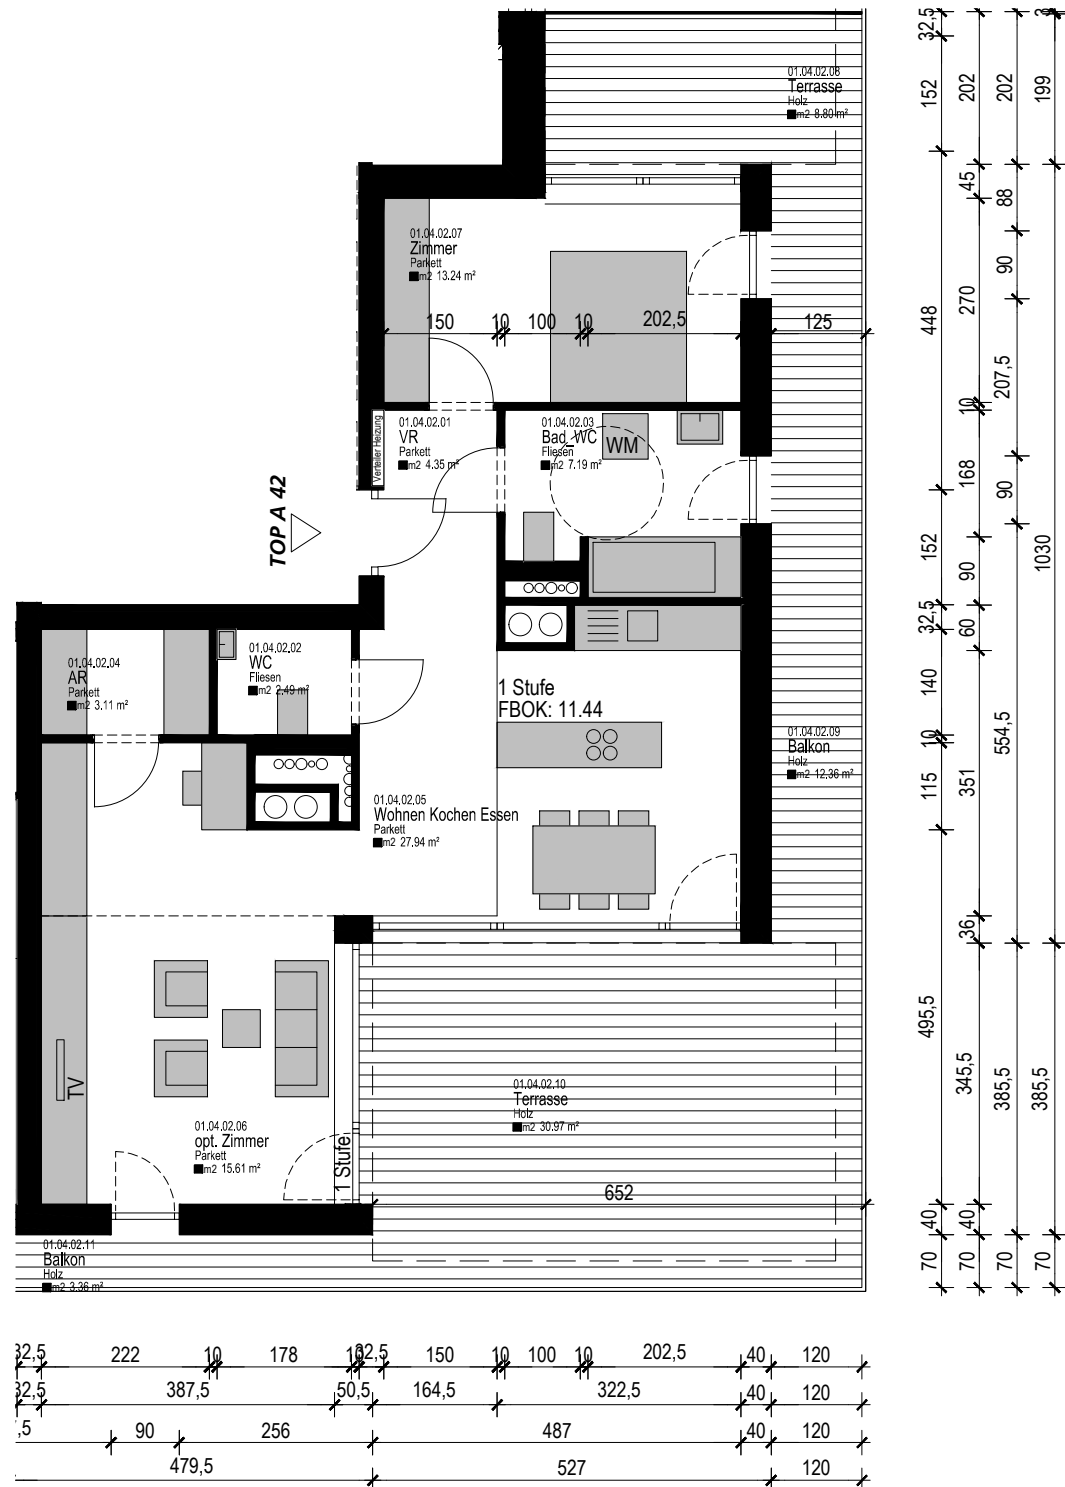 01.04.02.08
Terrasse
Holz
m2 8.80 m²
01.04.02.07
Zimmer
Parkett
m2 13.24 m²
150 10 100 10 202,5 125
01.04.02.01
VR
Parkett
m2 4.35 m²
Verteiler Heizung
01.04.02.03
Bad_WC
Fliesen
m2 7.19 m²
WM
TOP A 42
01.04.02.04
AR
Parkett
m2 3.11 m²
01.04.02.02
WC
Fliesen
m2 2.49 m²
1 Stufe
FBOK: 11.44
01.04.02.09
Balkon
Holz
m2 12.36 m²
01.04.02.05
Wohnen Kochen Essen
Parkett
m2 27.94 m²
TV
01.04.02.06
opt. Zimmer
Parkett
m2 15.61 m²
1 Stufe
01.04.02.10
Terrasse
Holz
m2 30.97 m²
652
01.04.02.11
Balkon
Holz
m2 3.36 m²
32,5 152 448 152 32,5 140 10 115 495,5 40 70
202 45 270 10 168 90 60 351 36 345,5 40 70
202 88 90 207,5 90 554,5 385,5 70
199 1030 385,5 70
32,5 222 10 178 10 32,5 150 10 100 10 202,5 40 120
32,5 387,5 50,5 164,5 322,5 40 120
,5 90 256 487 40 120
479,5 527 120